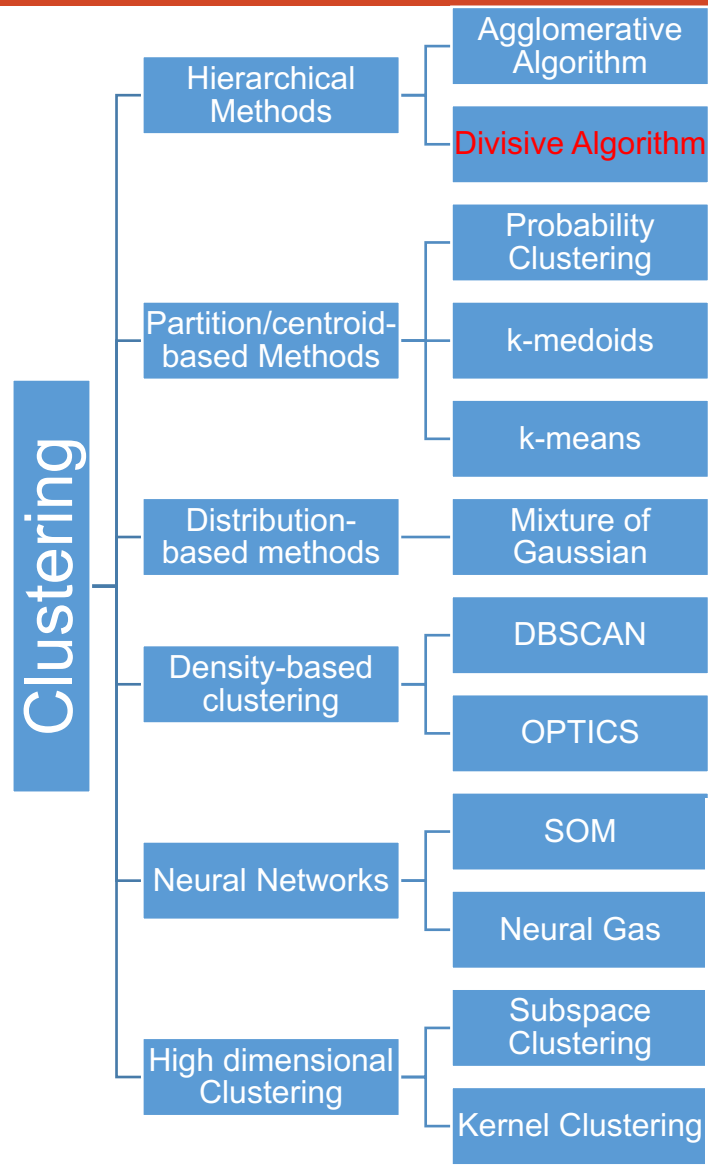 Clustering
Hierarchical
Methods
Agglomerative
Algorithm
Divisive Algorithm
Partition/centroid-
based Methods
Probability
Clustering
k-medoids
k-means
Distribution-
based methods
Mixture of
Gaussian
Density-based
clustering
DBSCAN
OPTICS
Neural Networks
SOM
Neural Gas
High dimensional
Clustering
Subspace
Clustering
Kernel Clustering